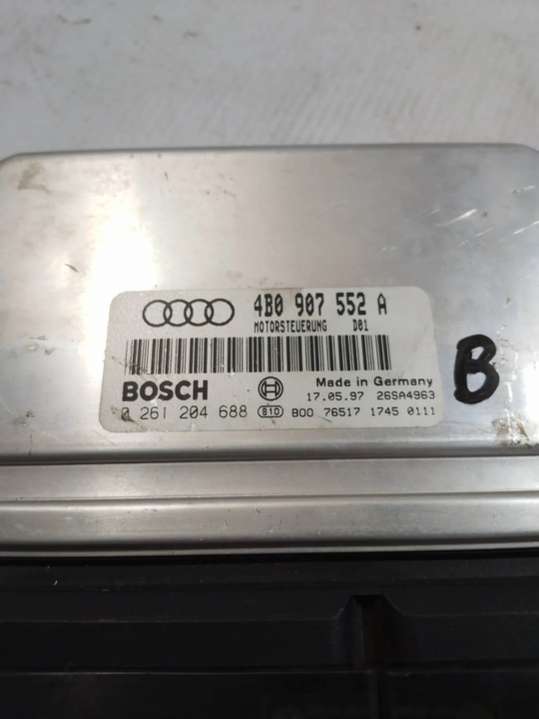 4B0 907 552 A
MOTORSTEUERUNG D01
BOSCH
Made in Germany
17.05.97 26SA4963
0 261 204 688 810 B00 76517 1745 0111
B